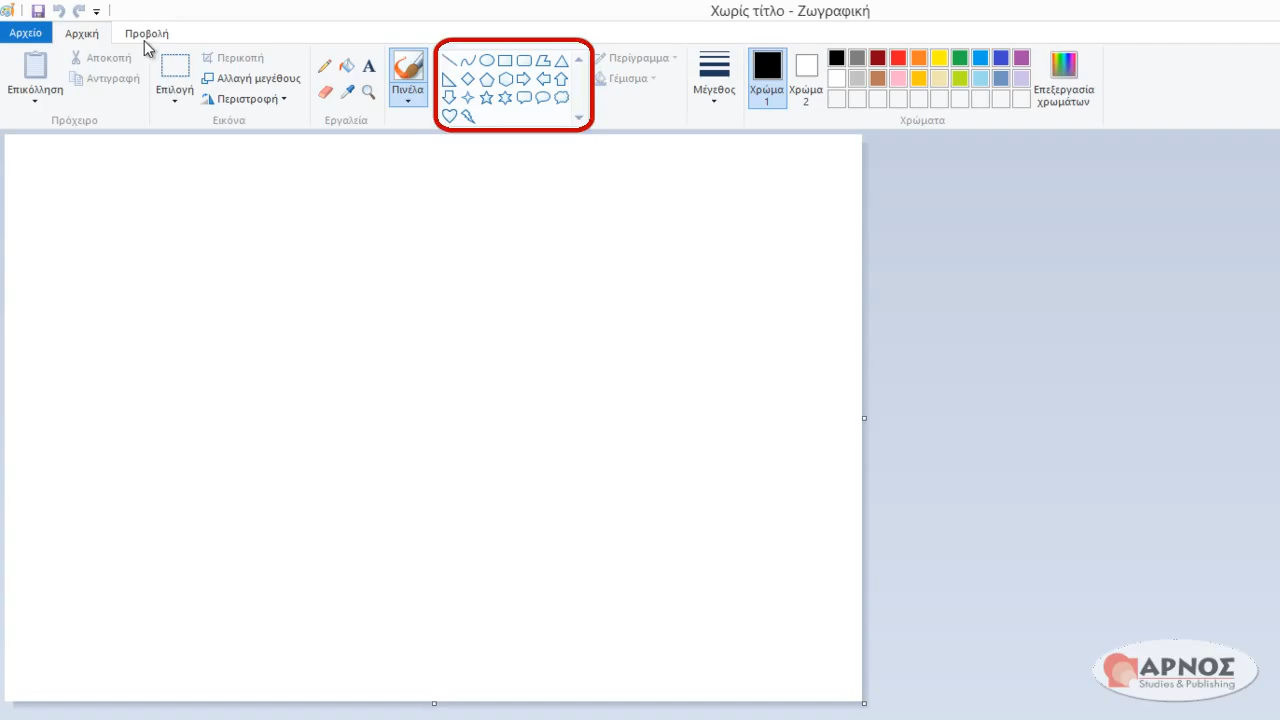 Χωρίς τίτλο - Ζωγραφική
Αρχείο Αρχική Προβολή
Επικόλληση
Αποκοπή
Αντιγραφή
Πρόχειρο
Επιλογή
Περικοπή
Αλλαγή μεγέθους
Περιστροφή
Εικόνα
A
Εργαλεία
Πινέλα
Περίγραμμα
Γέμισμα
Μέγεθος
Χρώμα
1
Χρώμα
2
Επεξεργασία
χρωμάτων
Χρώματα
ΑΡΝΟΣ
Studies & Publishing